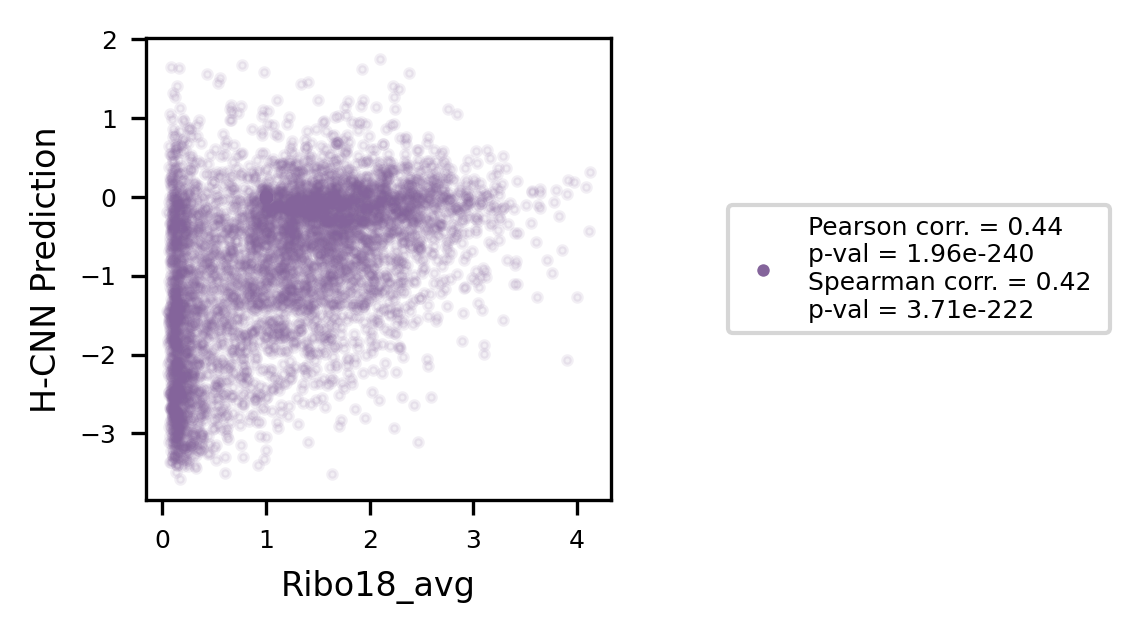 H-CNN Prediction
2
1
0
−1
−2
−3
0 1 2 3 4
Ribo18_avg
Pearson corr. = 0.44
p-val = 1.96e-240
Spearman corr. = 0.42
p-val = 3.71e-222